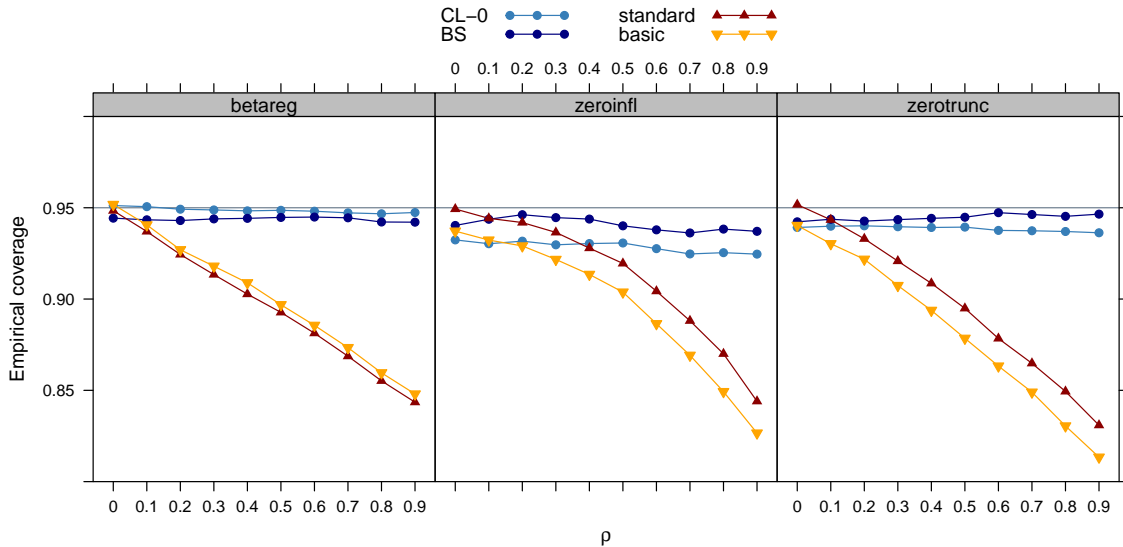 CL−0 standard
BS basic
0 0.1 0.2 0.3 0.4 0.5 0.6 0.7 0.8 0.9
betareg zeroinfl zerotrunc
Empirical coverage
0.95
0.90
0.85
0 0.1 0.2 0.3 0.4 0.5 0.6 0.7 0.8 0.9 0 0.1 0.2 0.3 0.4 0.5 0.6 0.7 0.8 0.9
ρ